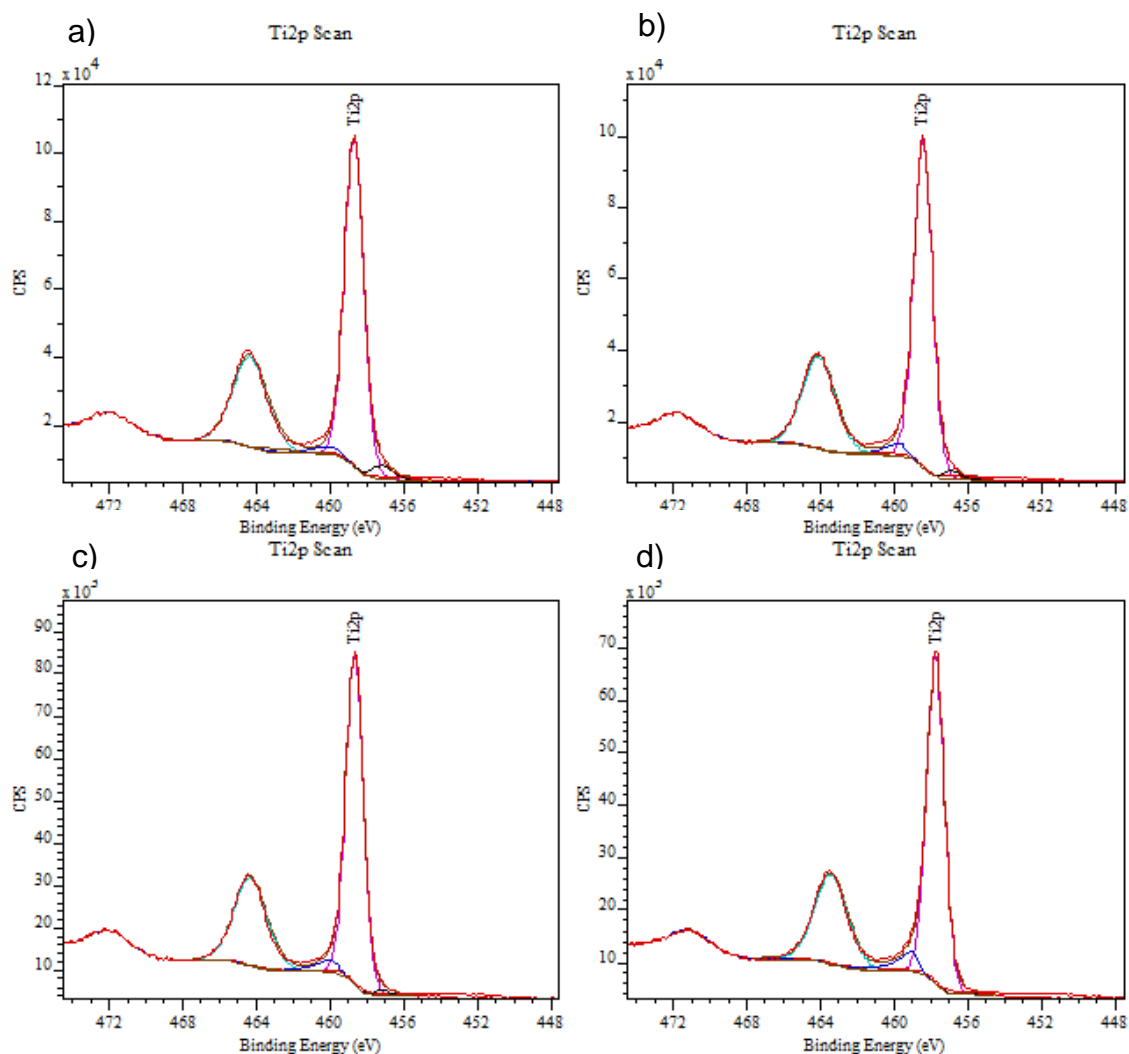 a)
Ti2p Scan
x 10⁴
12
10
8
6
4
2
CPS
Ti2p
472 468 464 460 456 452 448
Binding Energy (eV)
b)
Ti2p Scan
x 10⁴
10
8
6
4
2
CPS
Ti2p
472 468 464 460 456 452 448
Binding Energy (eV)
c)
Ti2p Scan
90
80
70
60
50
40
30
20
10
CPS
Ti2p
472 468 464 460 456 452 448
Binding Energy (eV)
d)
Ti2p Scan
70
60
50
40
30
20
10
CPS
Ti2p
472 468 464 460 456 452 448
Binding Energy (eV)